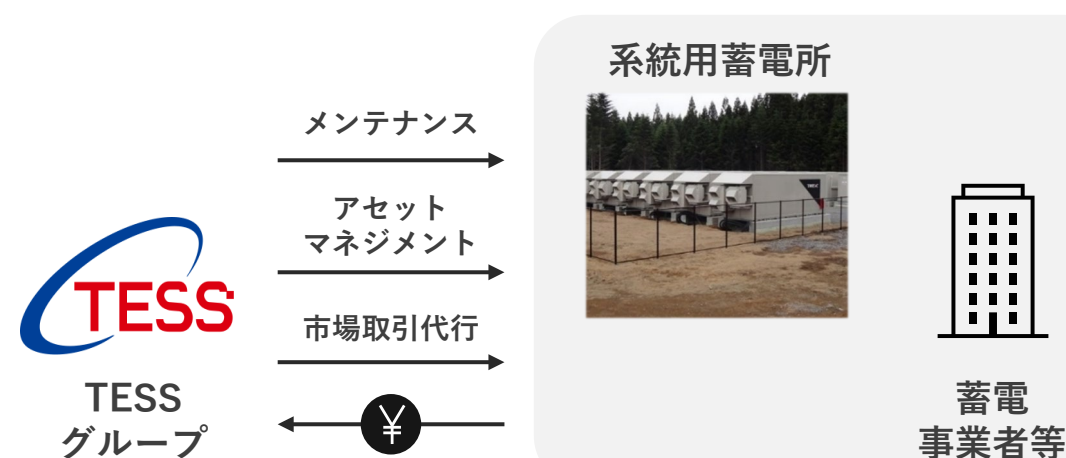 系統用蓄電所
メンテナンス
アセット
マネジメント
市場取引代行
¥
TESS
TESS
グループ
蓄電
事業者等